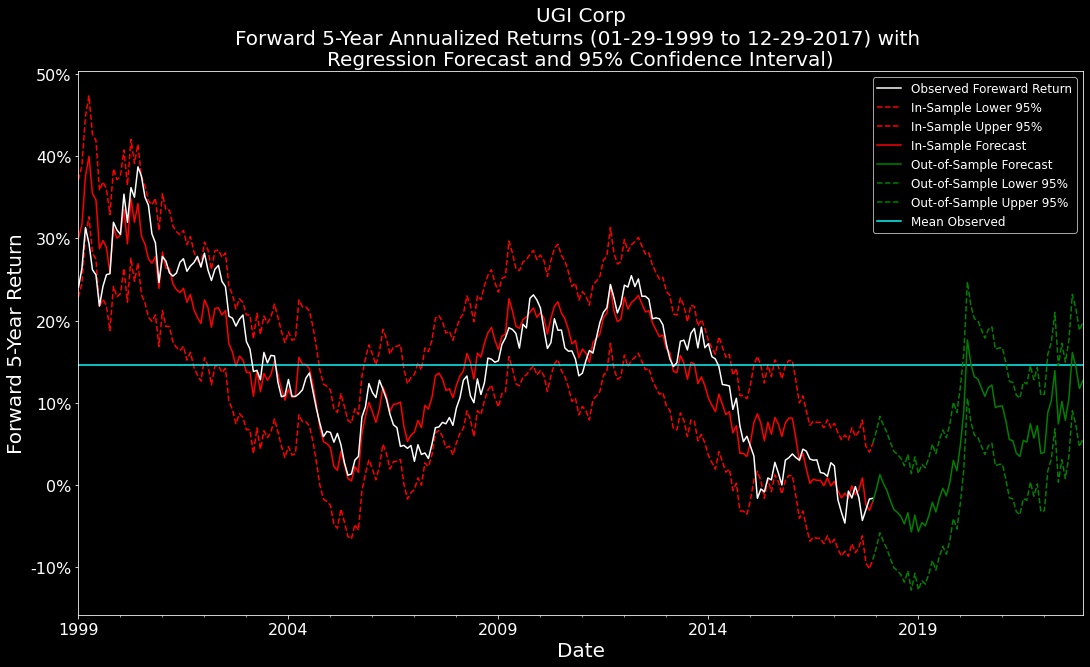 UGI Corp
Forward 5-Year Annualized Returns (01-29-1999 to 12-29-2017) with
Regression Forecast and 95% Confidence Interval)
Forward 5-Year Return
50%
40%
30%
20%
10%
0%
-10%
Observed Foreward Return
In-Sample Lower 95%
In-Sample Upper 95%
In-Sample Forecast
Out-of-Sample Forecast
Out-of-Sample Lower 95%
Out-of-Sample Upper 95%
Mean Observed
1999
2004
2009
2014
2019
Date